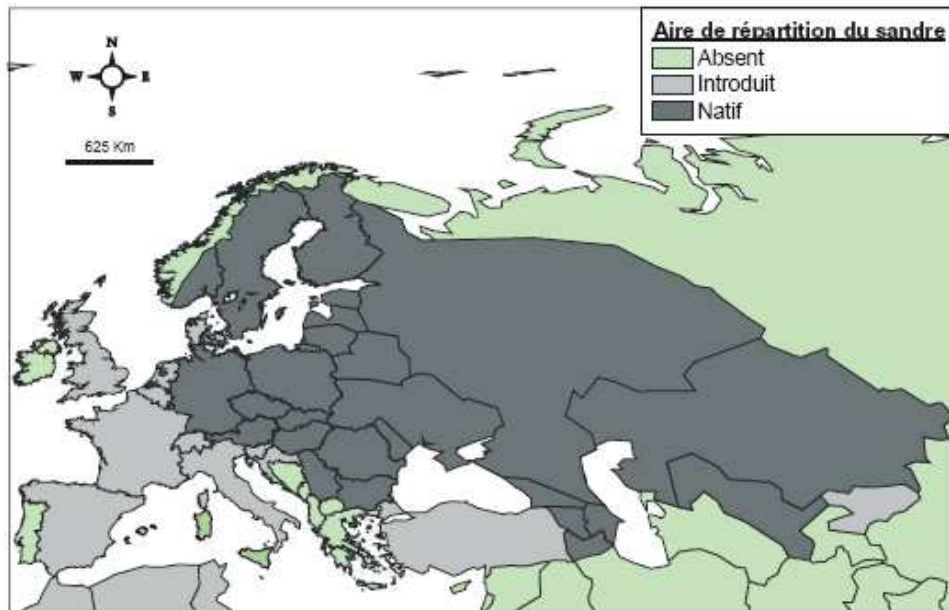 Aire de répartition du sandre
Absent
Introduit
Natif
N
W E
S
625 Km